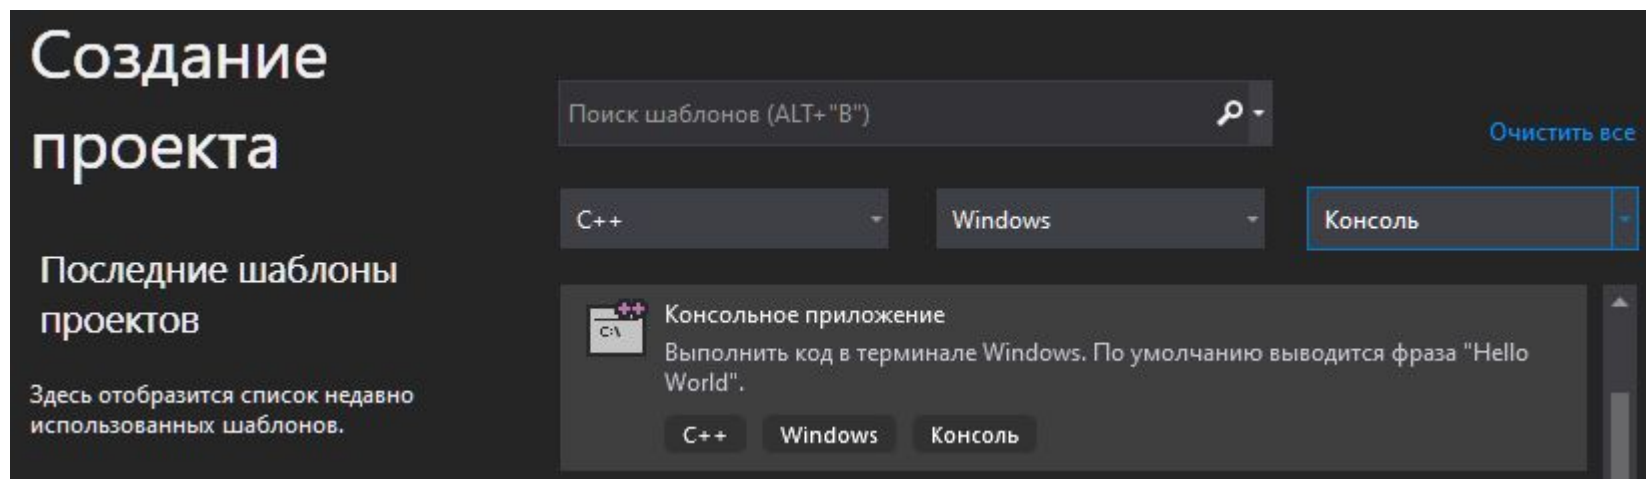 Создание
проекта
Последние шаблоны
проектов
Здесь отобразится список недавно
использованных шаблонов.
Поиск шаблонов (ALT+"B")
Очистить все
C++
Windows
Консоль
C:\
Консольное приложение
Выполнить код в терминале Windows. По умолчанию выводится фраза "Hello
World".
C++
Windows
Консоль